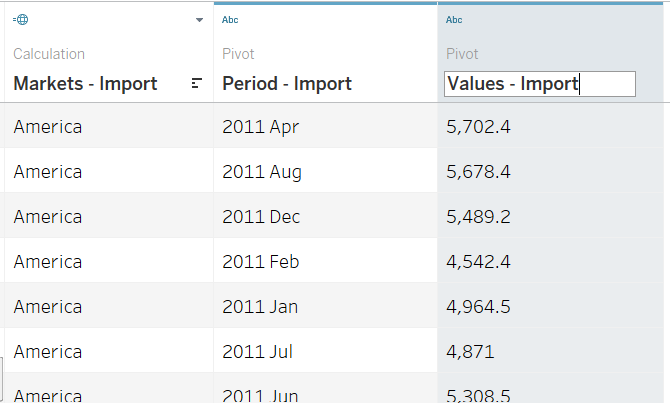 Abc Abc
Calculation Pivot Pivot
Markets - Import Period - Import Values - Import
America 2011 Apr 5,702.4
America 2011 Aug 5,678.4
America 2011 Dec 5,489.2
America 2011 Feb 4,542.4
America 2011 Jan 4,964.5
America 2011 Jul 4,871
America 2011 Jun 5,308.5